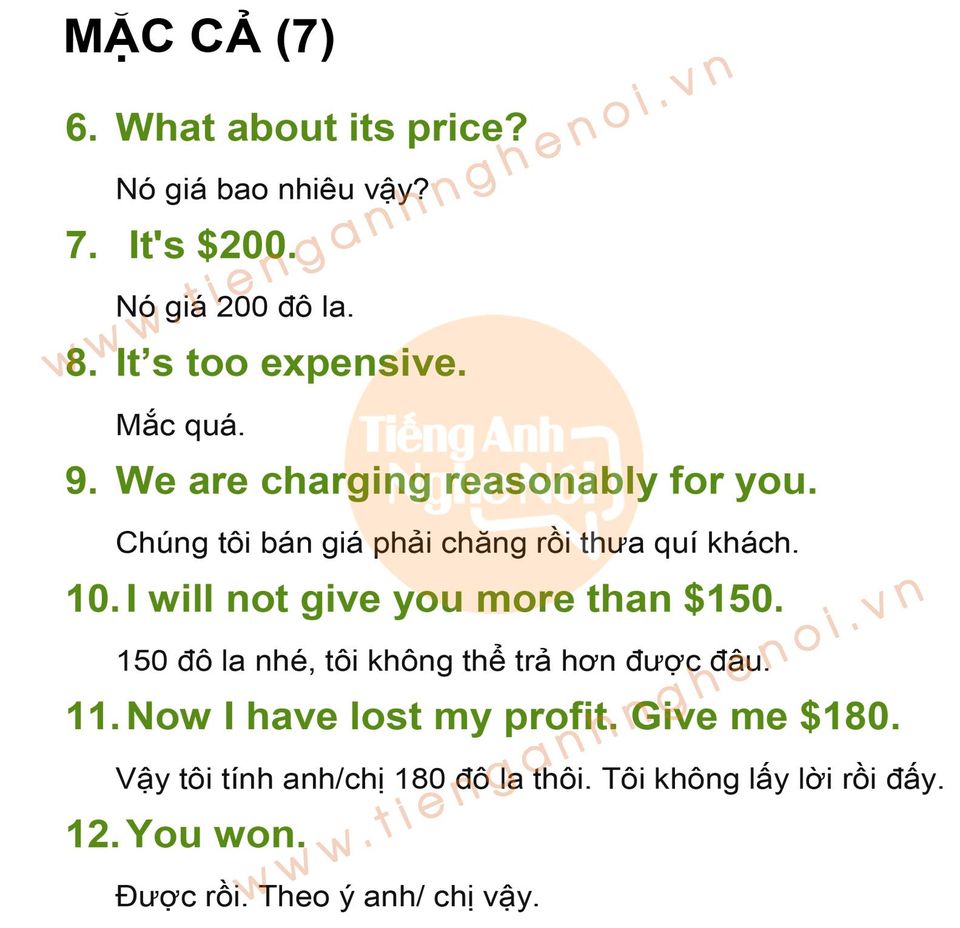 MẶC CẢ (7)
6. What about its price?
Nó giá bao nhiêu vậy?
7. It's $200.
Nó giá 200 đô la.
8. It’s too expensive.
Mắc quá.
9. We are charging reasonably for you.
Chúng tôi bán giá phải chăng rồi thưa quí khách.
10. I will not give you more than $150.
150 đô la nhé, tôi không thể trả hơn được đâu.
11. Now I have lost my profit. Give me $180.
Vậy tôi tính anh/chị 180 đô la thôi. Tôi không lấy lời rồi đấy.
12. You won.
Được rồi. Theo ý anh/ chị vậy.
www.tienganhnghenoi.vn
Tiếng Anh
Nghe Nói
www.tienganhnghenoi.vn